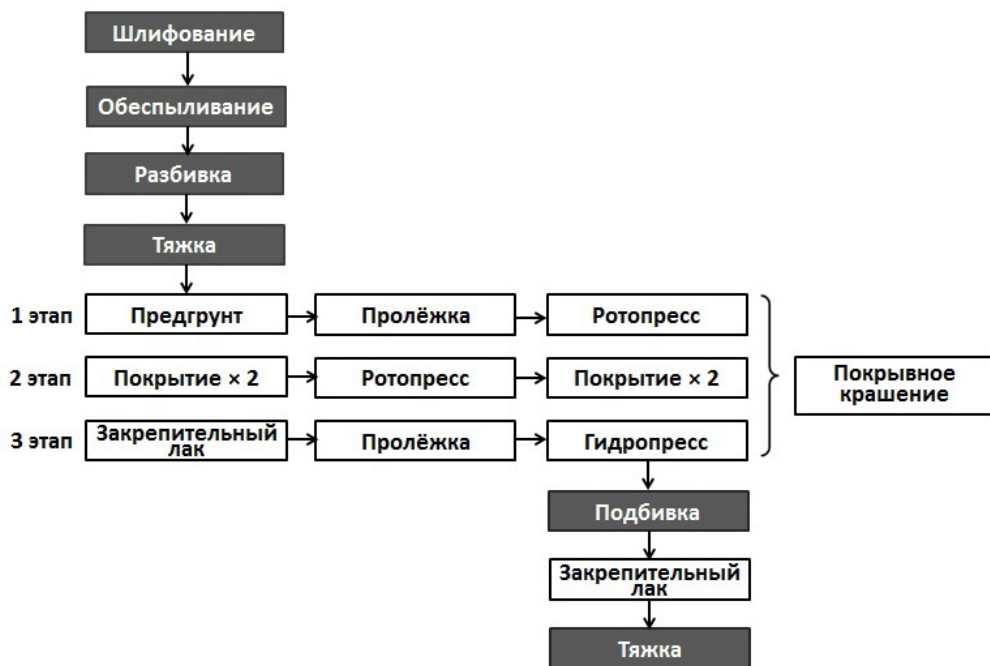 Шлифование
Обеспыливание
Разбивка
Тяжка
1 этап
Предгрунт
Пролёжка
Ротопресс
2 этап
Покрытие × 2
Ротопресс
Покрытие × 2
Покрывное
крашение
3 этап
Закрепительный
лак
Пролёжка
Гидропресс
Подбивка
Закрепительный
лак
Тяжка